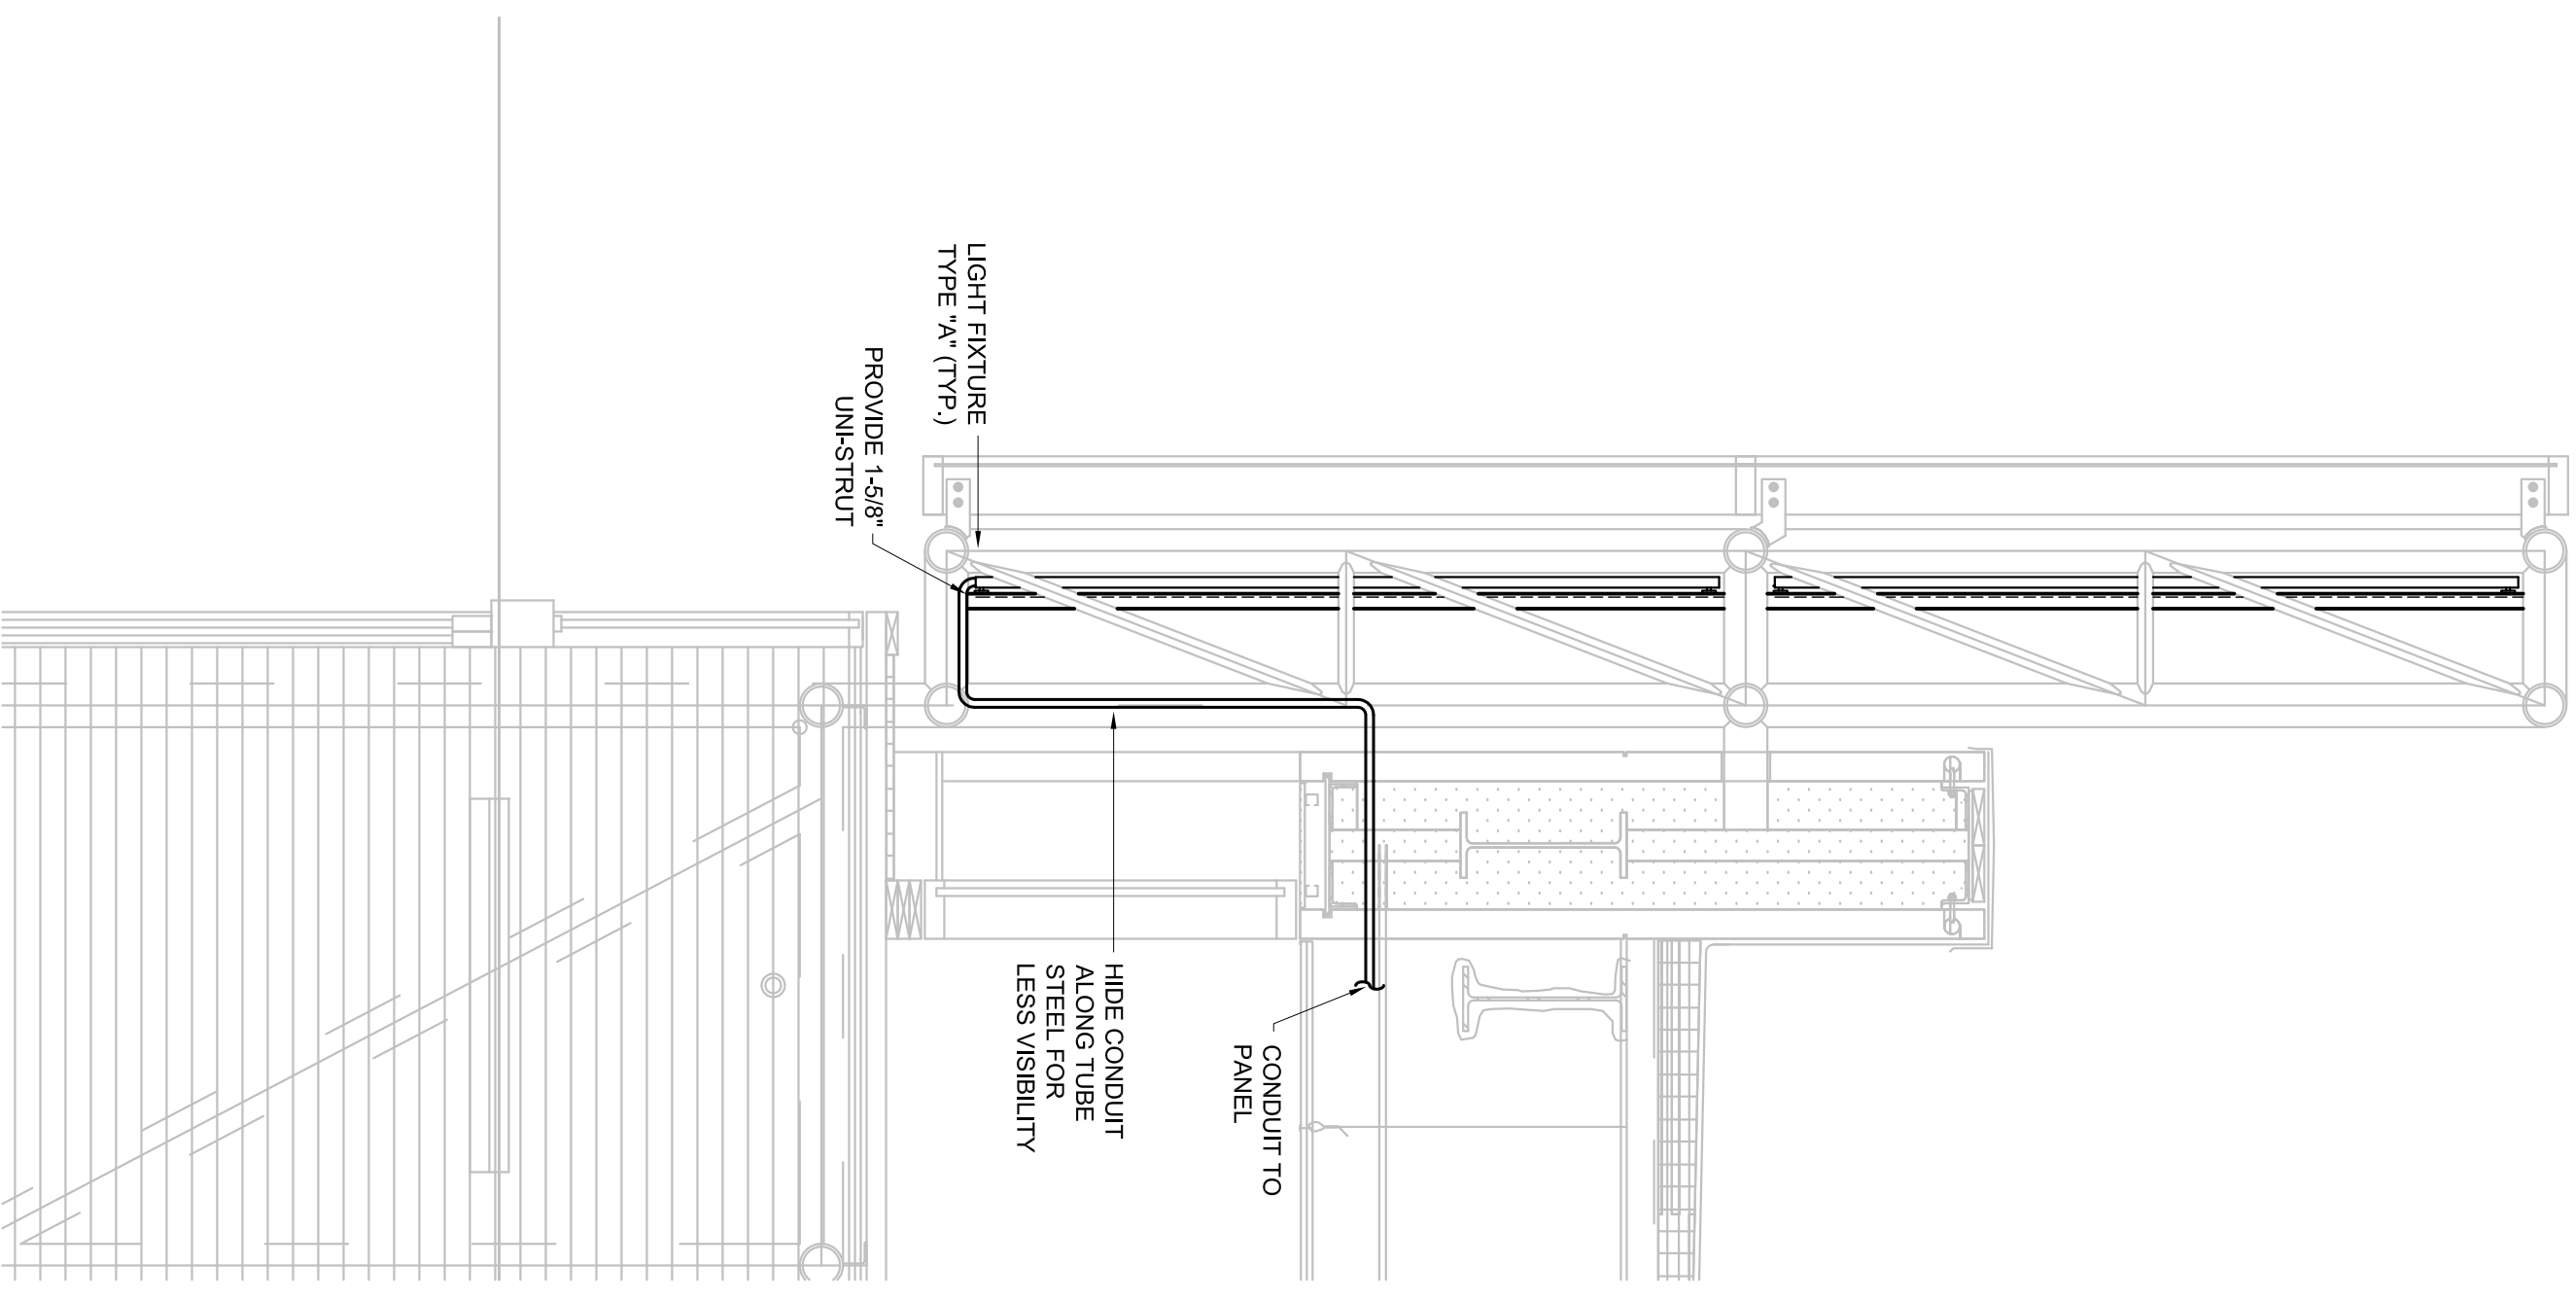 LIGHT FIXTURE
TYPE "A" (TYP.)
PROVIDE 1-5/8"
UNI-STRUT
HIDE CONDUIT
ALONG TUBE
STEEL FOR
LESS VISIBILITY
CONDUIT TO
PANEL